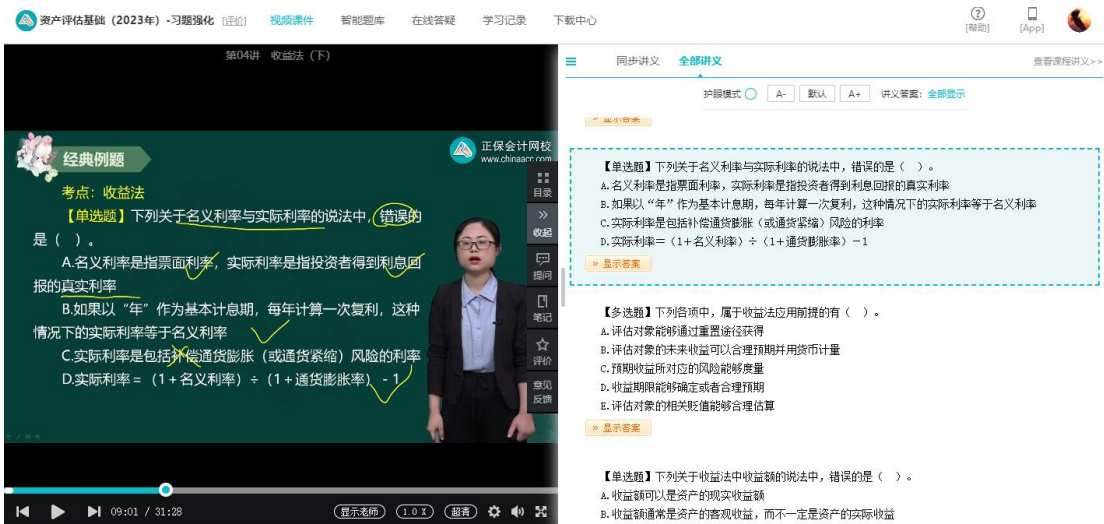 资产评估基础（2023年）-习题强化 [评价] 视频课件 智能题库 在线答疑 学习记录 下载中心 [帮助] [App]
第04讲 收益法（下）
正保会计网校
www.chinaacc.com
经典例题
考点：收益法
【单选题】下列关于名义利率与实际利率的说法中，错误的
是（ ）。
A.名义利率是指票面利率，实际利率是指投资者得到利息回
报的真实利率
B.如果以“年”作为基本计息期，每年计算一次复利，这种
情况下的实际利率等于名义利率
C.实际利率是包括补偿通货膨胀（或通货紧缩）风险的利率
D.实际利率＝（1+名义利率）÷（1+通货膨胀率）-1
目录
收起
提问
笔记
评价
意见
反馈
09:01 / 31:28 显示老师 1.0 X 超清
同步讲义 全部讲义 查看课程讲义>>
护眼模式 A- 默认 A+ 讲义答案：全部显示
» 显示答案
【单选题】下列关于名义利率与实际利率的说法中，错误的是（ ）。
A.名义利率是指票面利率，实际利率是指投资者得到利息回报的真实利率
B.如果以“年”作为基本计息期，每年计算一次复利，这种情况下的实际利率等于名义利率
C.实际利率是包括补偿通货膨胀（或通货紧缩）风险的利率
D.实际利率＝（1+名义利率）÷（1+通货膨胀率）－1
» 显示答案
【多选题】下列各项中，属于收益法应用前提的有（ ）。
A.评估对象能够通过重置途径获得
B.评估对象的未来收益可以合理预期并用货币计量
C.预期收益所对应的风险能够度量
D.收益期限能够确定或者合理预期
E.评估对象的相关贬值能够合理估算
» 显示答案
【单选题】下列关于收益法中收益额的说法中，错误的是（ ）。
A.收益额可以是资产的现实收益额
B.收益额通常是资产的客观收益，而不一定是资产的实际收益